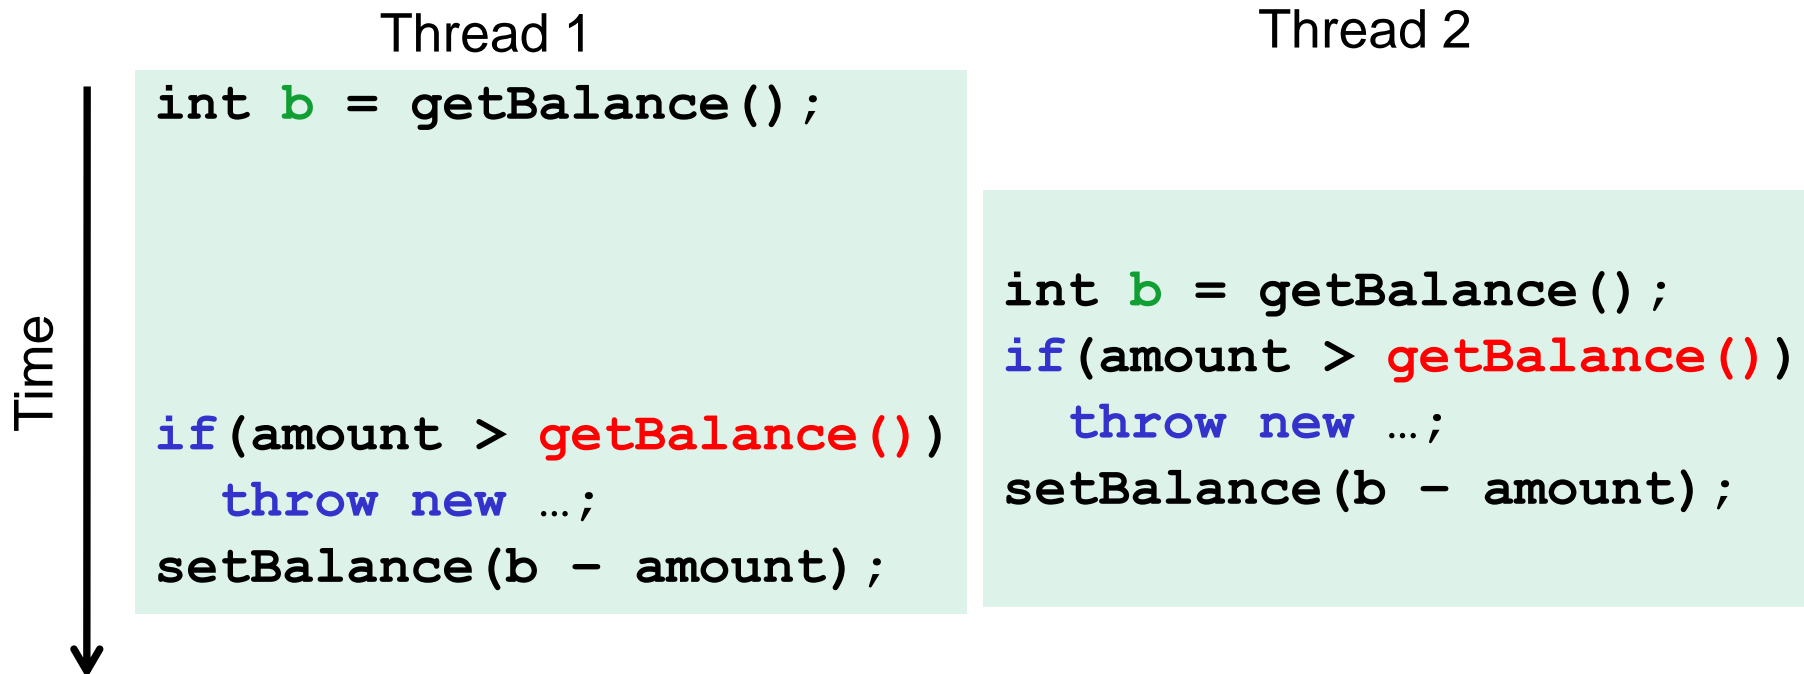 Thread 1
Thread 2
Time
int b = getBalance();
if(amount > getBalance())
throw new …;
setBalance(b – amount);
int b = getBalance();
if(amount > getBalance())
throw new …;
setBalance(b – amount);